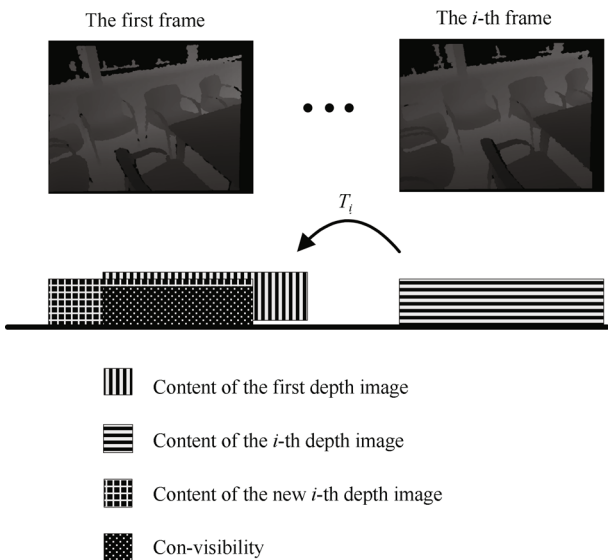 The first frame
The i-th frame
T_i
Content of the first depth image
Content of the i-th depth image
Content of the new i-th depth image
Con-visibility